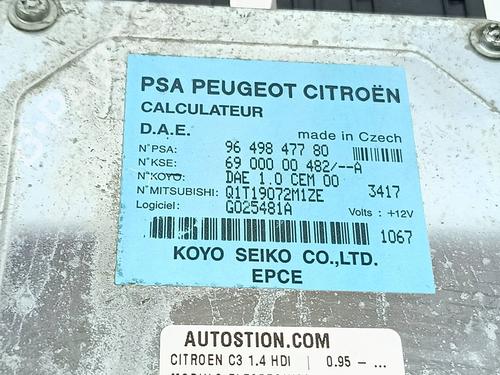 PSA PEUGEOT CITROËN
CALCULATEUR
D.A.E. made in Czech
N°PSA: 96 498 477 80
N°KSE: 69 000 00 482/--A
N°KOYO: DAE 1.0 CEM 00
N°MITSUBISHI: Q1T19072M1ZE 3417
Logiciel: G025481A Volts : +12V
1067
KOYO SEIKO CO.,LTD.
EPCE
AUTOSTION.COM
CITROEN C3 1.4 HDI | 0.95 - ...